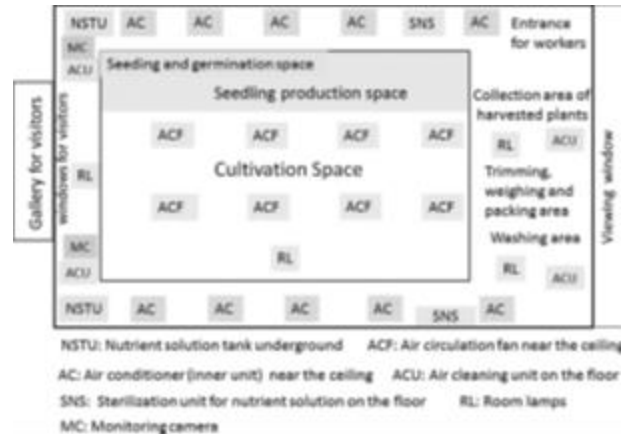 NSTU AC AC AC AC SNS AC Entrance
for workers
MC
ACU
Seeding and germination space
Seedling production space
Collection area of
harvested plants
ACF ACF ACF ACF
RL ACU
Gallery for visitors
windows for visitors
Viewing window
RL
Cultivation Space
Trimming,
weighing and
packing area
ACF ACF ACF ACF
MC
Washing area
ACU
RL
RL ACU
NSTU AC AC AC AC SNS AC
NSTU: Nutrient solution tank underground ACF: Air circulation fan near the ceiling
AC: Air conditioner (inner unit) near the ceiling ACU: Air cleaning unit on the floor
SNS: Sterilization unit for nutrient solution on the floor RL: Room lamps
MC: Monitoring camera